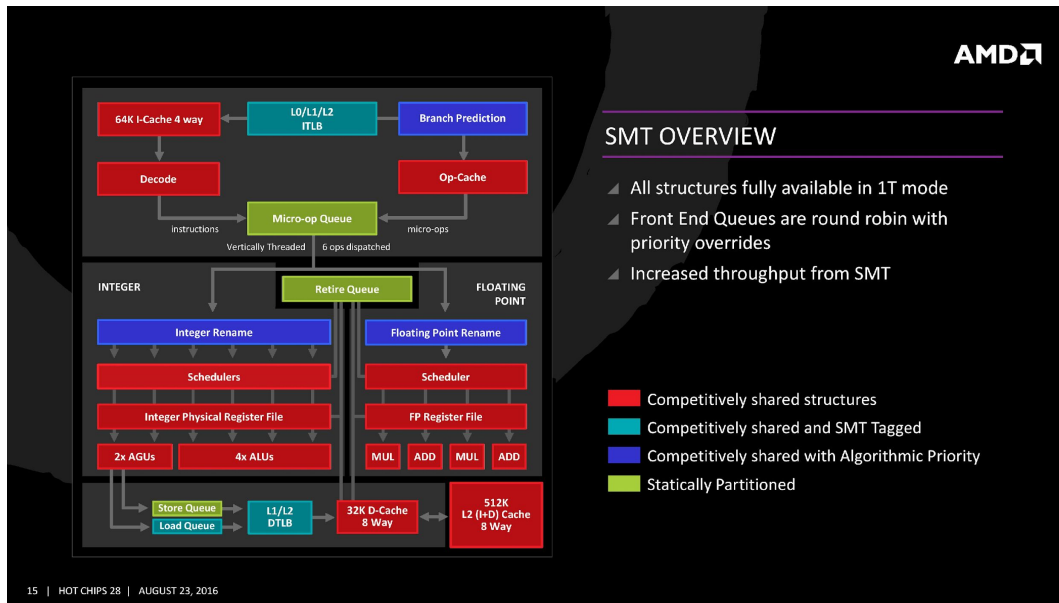 AMD
64K I-Cache 4 way
L0/L1/L2
ITLB
Branch Prediction
Decode
Op-Cache
Micro-op Queue
instructions
micro-ops
Vertically Threaded
6 ops dispatched
INTEGER
Retire Queue
FLOATING
POINT
Integer Rename
Floating Point Rename
Schedulers
Scheduler
Integer Physical Register File
FP Register File
2x AGUs
4x ALUs
MUL
ADD
MUL
ADD
Store Queue
Load Queue
L1/L2
DTLB
32K D-Cache
8 Way
512K
L2 (I+D) Cache
8 Way
SMT OVERVIEW
All structures fully available in 1T mode
Front End Queues are round robin with
priority overrides
Increased throughput from SMT
Competitively shared structures
Competitively shared and SMT Tagged
Competitively shared with Algorithmic Priority
Statically Partitioned
15 | HOT CHIPS 28 | AUGUST 23, 2016